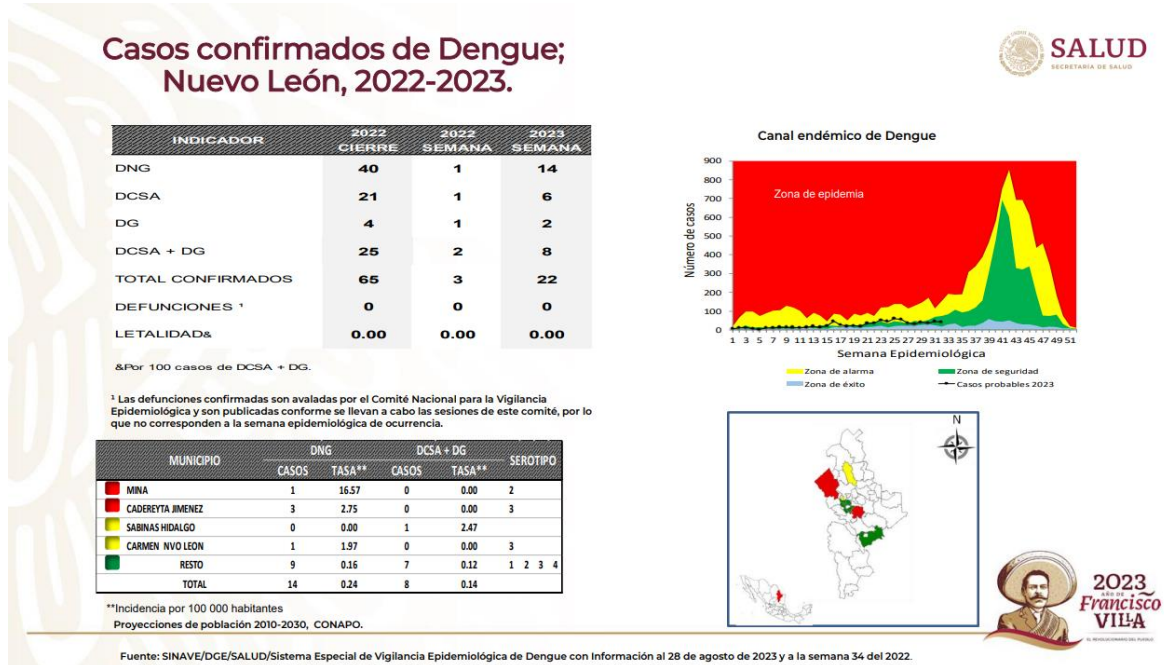 Casos confirmados de Dengue;
Nuevo León, 2022-2023.
SALUD
SECRETARÍA DE SALUD
INDICADOR 2022 CIERRE 2022 SEMANA 2023 SEMANA
DNG 40 1 14
DCSA 21 1 6
DG 4 1 2
DCSA + DG 25 2 8
TOTAL CONFIRMADOS 65 3 22
DEFUNCIONES ¹ 0 0 0
LETALIDAD& 0.00 0.00 0.00
&Por 100 casos de DCSA + DG.
¹ Las defunciones confirmadas son avaladas por el Comité Nacional para la Vigilancia
Epidemiológica y son publicadas conforme se llevan a cabo las sesiones de este comité, por lo
que no corresponden a la semana epidemiológica de ocurrencia.
MUNICIPIO DNG DCSA + DG SEROTIPO
CASOS TASA** CASOS TASA**
MINA 1 16.57 0 0.00 2
CADEREYTA JIMENEZ 3 2.75 0 0.00 3
SABINAS HIDALGO 0 0.00 1 2.47
CARMEN NVO LEON 1 1.97 0 0.00 3
RESTO 9 0.16 7 0.12 1 2 3 4
TOTAL 14 0.24 8 0.14
**Incidencia por 100 000 habitantes
Proyecciones de población 2010-2030, CONAPO.
Canal endémico de Dengue
Número de casos
900
800
700
600
500
400
300
200
100
0
Zona de epidemia
1 3 5 7 9 11 13 15 17 19 21 23 25 27 29 31 33 35 37 39 41 43 45 47 49 51
Semana Epidemiológica
Zona de alarma Zona de seguridad
Zona de éxito Casos probables 2023
N
2023
AÑO DE
Francisco
VILLA
EL REVOLUCIONARIO DEL PUEBLO
Fuente: SINAVE/DGE/SALUD/Sistema Especial de Vigilancia Epidemiológica de Dengue con Información al 28 de agosto de 2023 y a la semana 34 del 2022.